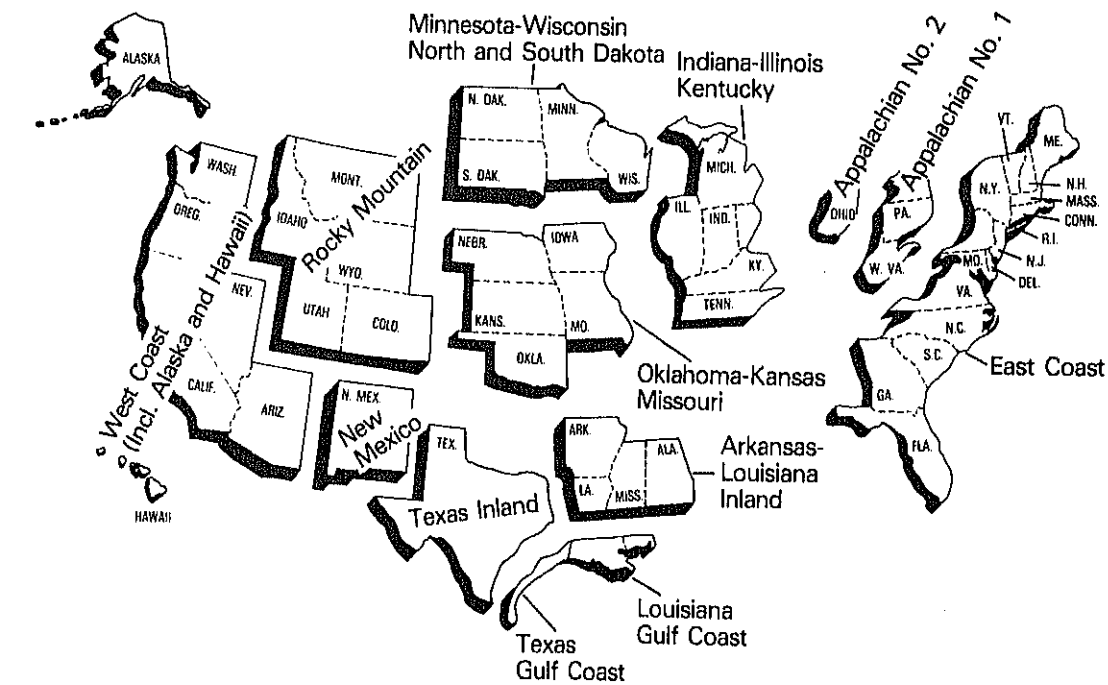 Minnesota-Wisconsin
North and South Dakota
Indiana-Illinois
Kentucky
Appalachian No. 2
Appalachian No. 1
ALASKA
WASH.
OREG.
NEV.
CALIF.
ARIZ.
HAWAII
West Coast
(Incl. Alaska and Hawaii)
MONT.
IDAHO
WYO.
UTAH
COLO.
Rocky Mountain
N. MEX.
New
Mexico
N. DAK.
MINN.
S. DAK.
WIS.
NEBR.
IOWA
KANS.
MO.
OKLA.
Oklahoma-Kansas
Missouri
MICH.
ILL.
IND.
KY.
TENN.
OHIO
PA.
W. VA.
VT.
ME.
N.Y.
N.H.
MASS.
CONN.
R.I.
N.J.
MD.
DEL.
VA.
N.C.
S.C.
GA.
FLA.
East Coast
TEX.
Texas Inland
ARK.
LA.
MISS.
ALA.
Arkansas-
Louisiana
Inland
Louisiana
Gulf Coast
Texas
Gulf Coast